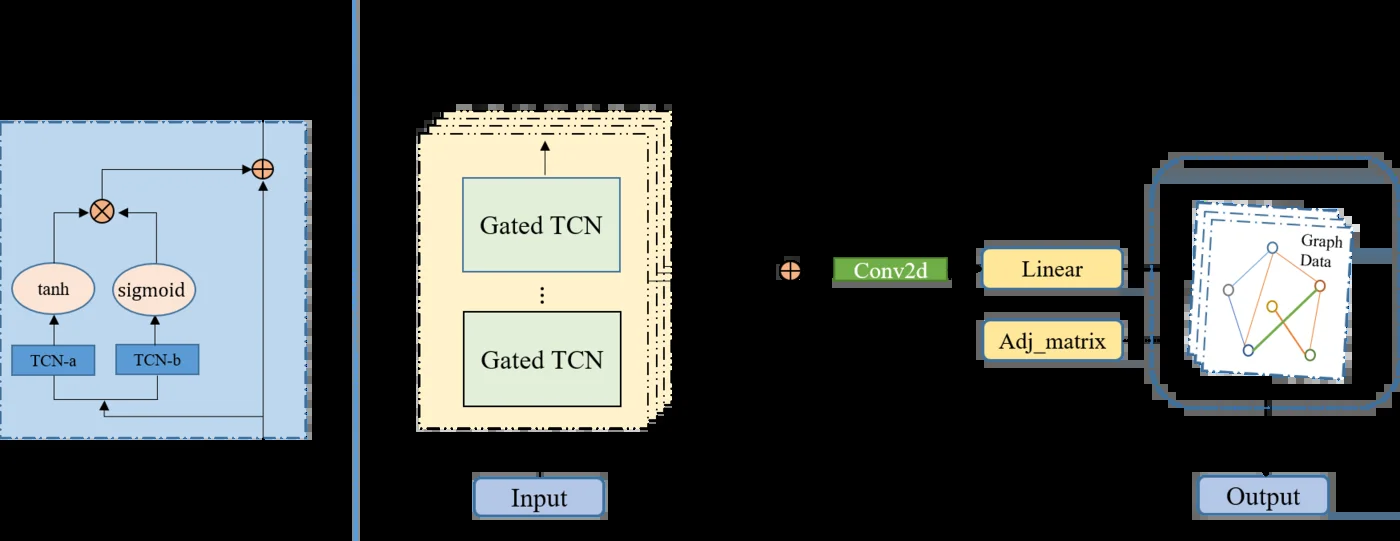 tanh
sigmoid
TCN-a
TCN-b
Gated TCN
Gated TCN
Input
Conv2d
Linear
Adj_matrix
Graph
Data
Output